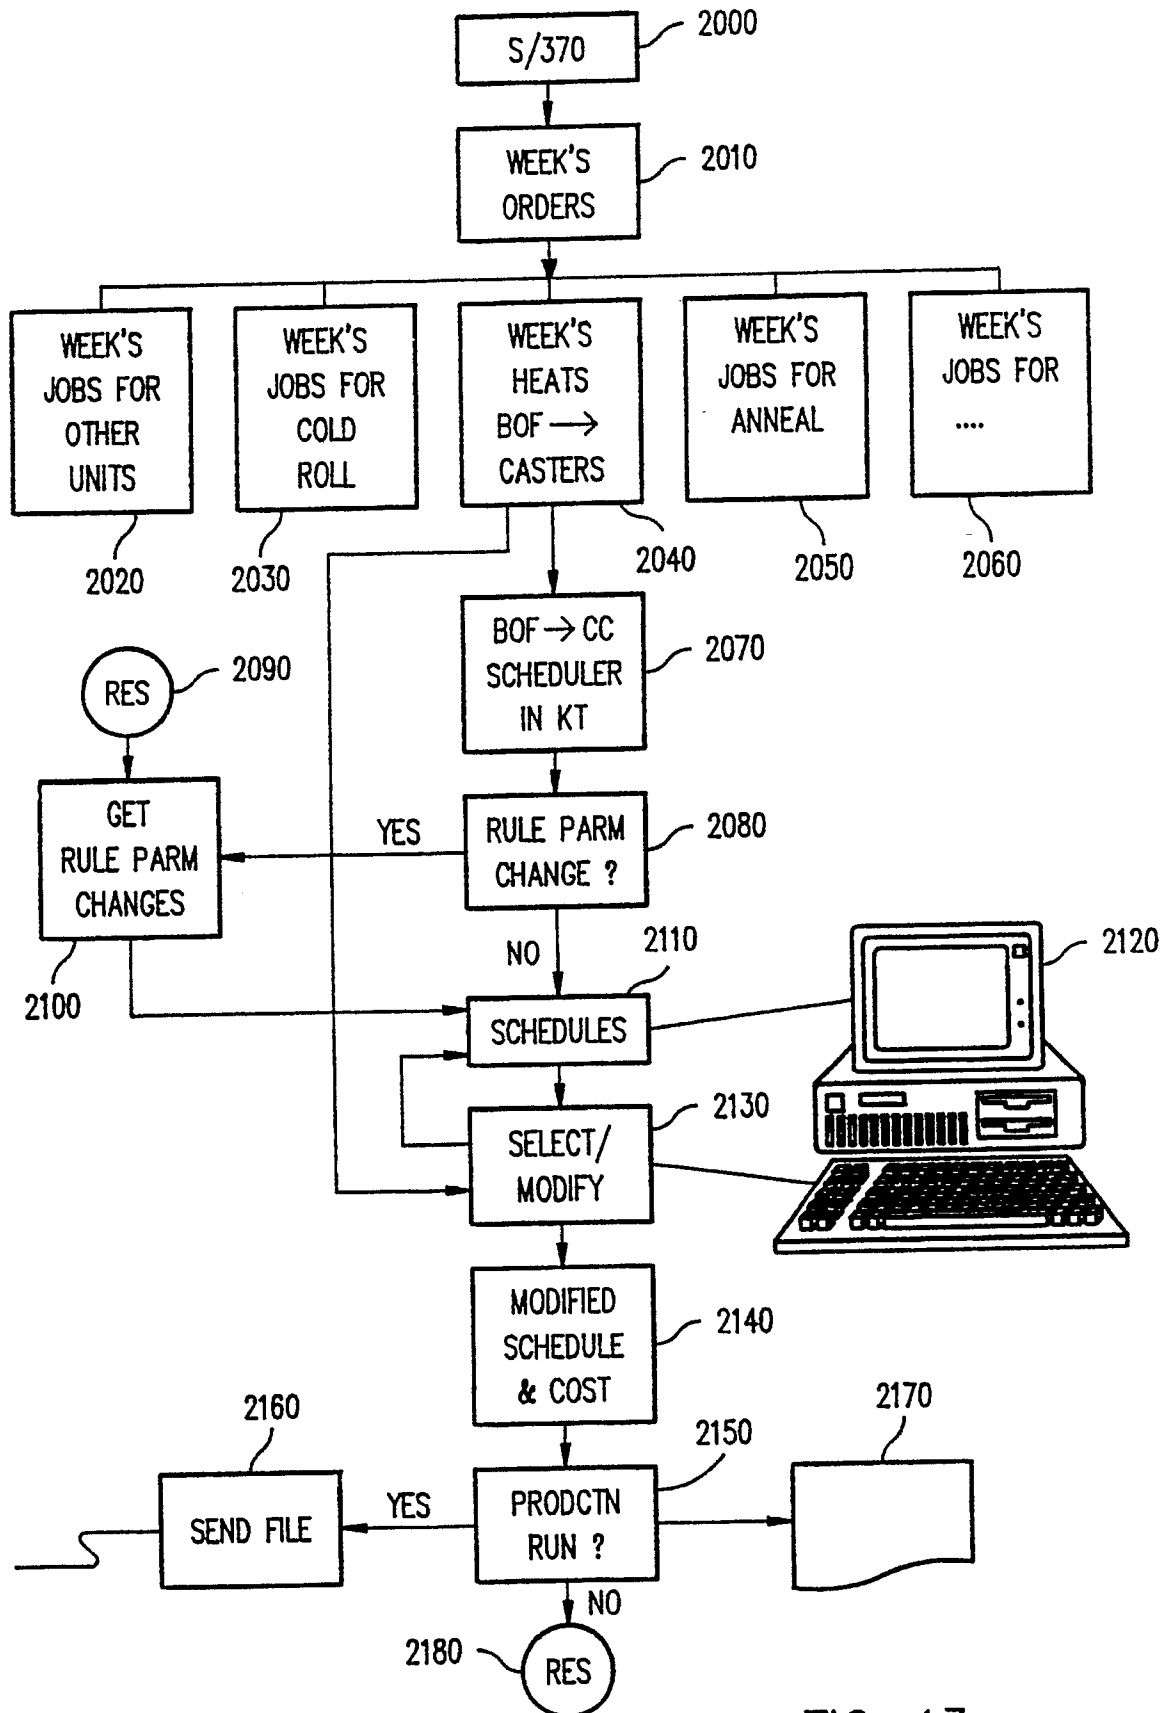 S/370
2000
WEEK'S
ORDERS
2010
WEEK'S
JOBS FOR
OTHER
UNITS
2020
WEEK'S
JOBS FOR
COLD
ROLL
2030
WEEK'S
HEATS
BOF →
CASTERS
2040
WEEK'S
JOBS FOR
ANNEAL
2050
WEEK'S
JOBS FOR
....
2060
BOF → CC
SCHEDULER
IN KT
2070
RES
2090
GET
RULE PARM
CHANGES
2100
YES
RULE PARM
CHANGE ?
2080
NO
2110
SCHEDULES
2120
SELECT/
MODIFY
2130
MODIFIED
SCHEDULE
& COST
2140
2160
SEND FILE
YES
PRODCTN
RUN ?
2150
2170
NO
2180
RES